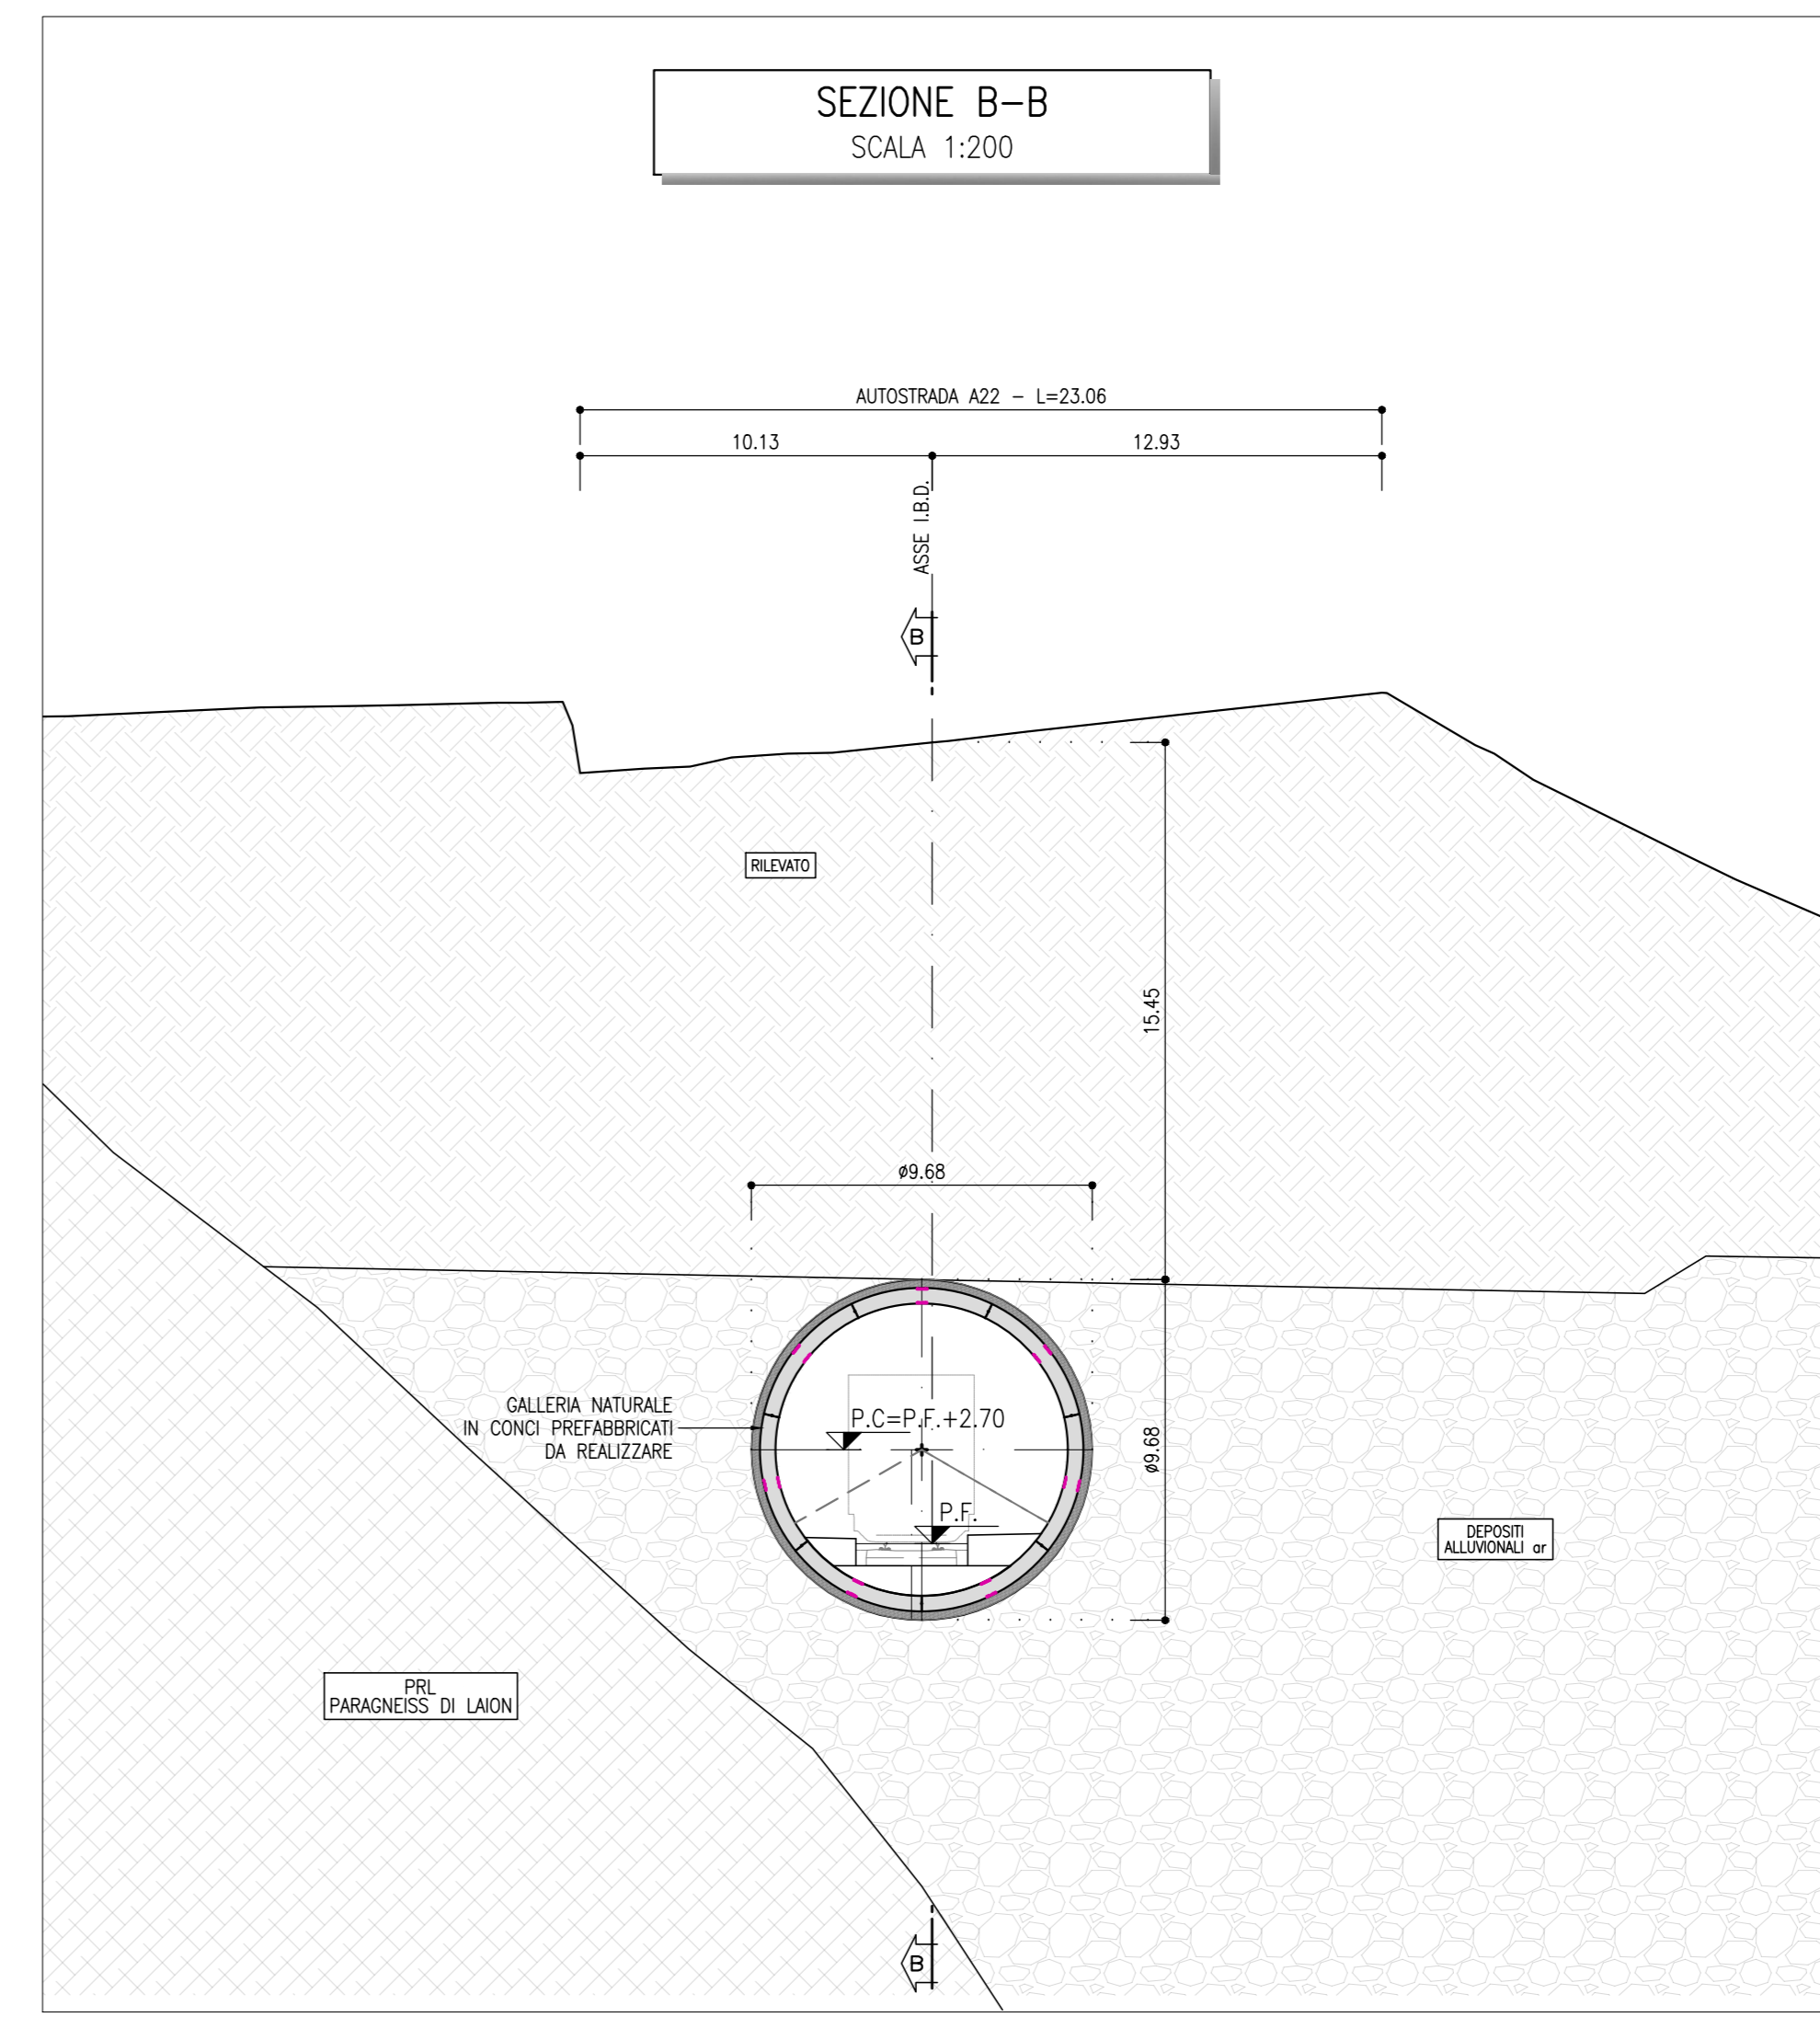 SEZIONE B-B
SCALA 1:200
AUTOSTRADA A22 - L=23.06
10.13
12.93
ASSE I.B.D.
B
RILEVATO
15.45
ø9.68
GALLERIA NATURALE
IN CONCI PREFABBRICATI
DA REALIZZARE
P.C=P.F.+2.70
ø9.68
P.F.
DEPOSITI
ALLUVIONALI ar
PRL
PARAGNEISS DI LAION
B